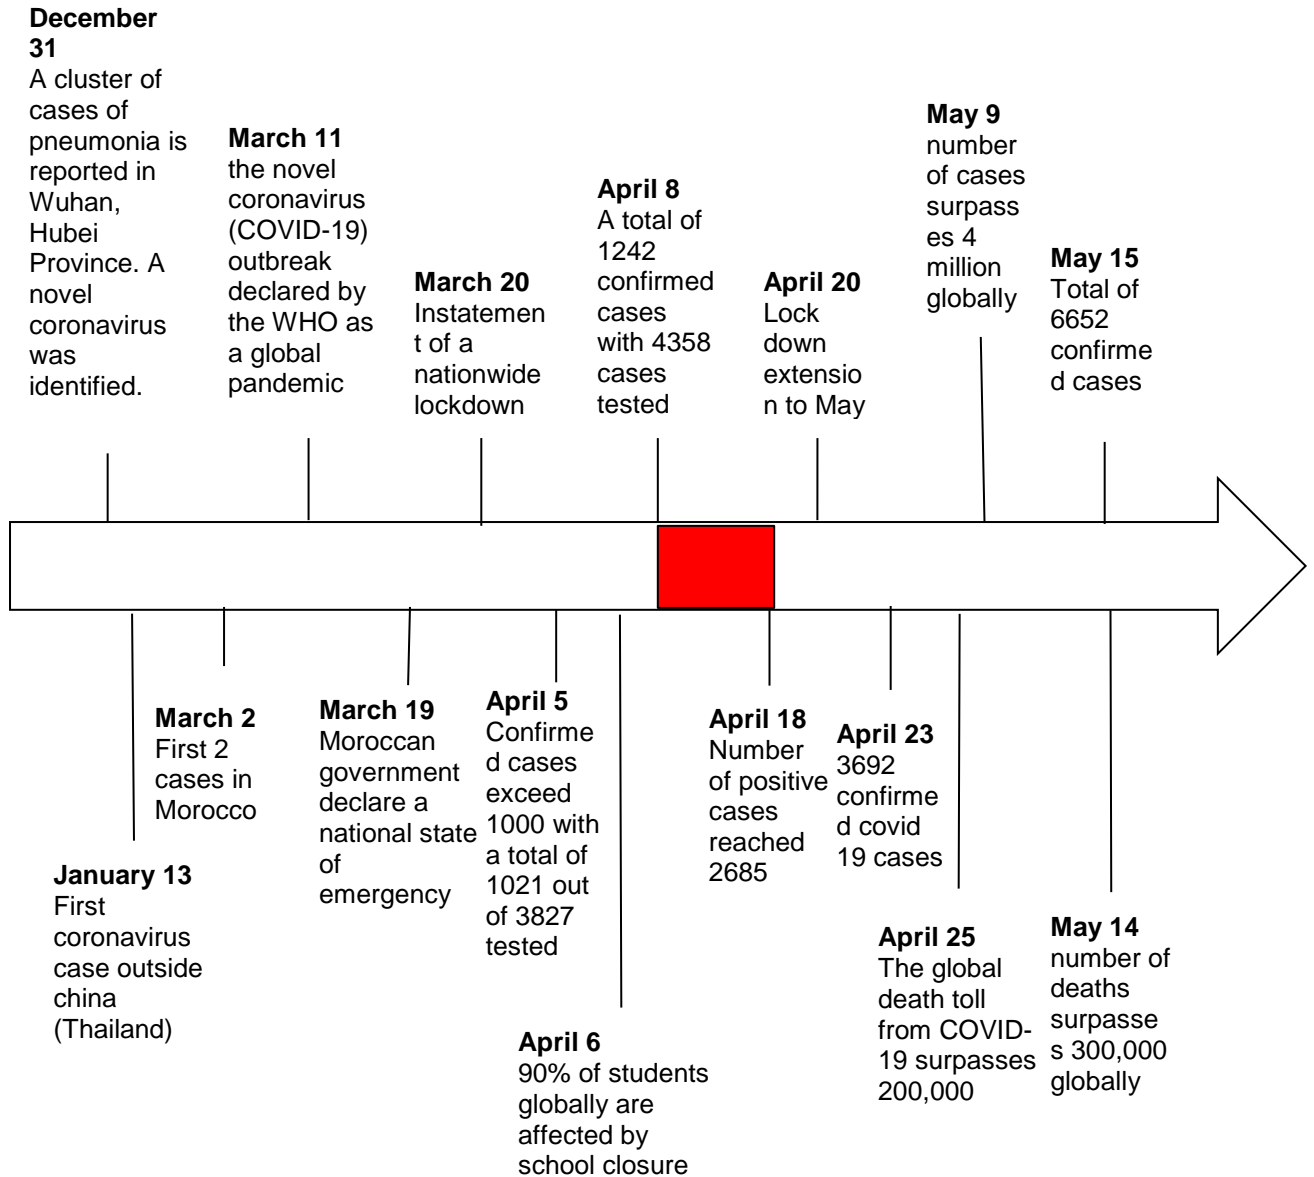 December
31
A cluster of
cases of
pneumonia is
reported in
Wuhan,
Hubei
Province. A
novel
coronavirus
was
identified.
March 11
the novel
coronavirus
(COVID-19)
outbreak
declared by
the WHO as
a global
pandemic
March 20
Instatemen
t of a
nationwide
lockdown
April 8
A total of
1242
confirmed
cases
with 4358
cases
tested
April 20
Lock
down
extensio
n to May
May 9
number
of cases
surpass
es 4
million
globally
May 15
Total of
6652
confirme
d cases
January 13
First
coronavirus
case outside
china
(Thailand)
March 2
First 2
cases in
Morocco
March 19
Moroccan
government
declare a
national state
of
emergency
April 5
Confirme
d cases
exceed
1000 with
a total of
1021 out
of 3827
tested
April 6
90% of students
globally are
affected by
school closure
April 18
Number
of positive
cases
reached
2685
April 23
3692
confirme
d covid
19 cases
April 25
The global
death toll
from COVID-
19 surpasses
200,000
May 14
number of
deaths
surpasse
s 300,000
globally